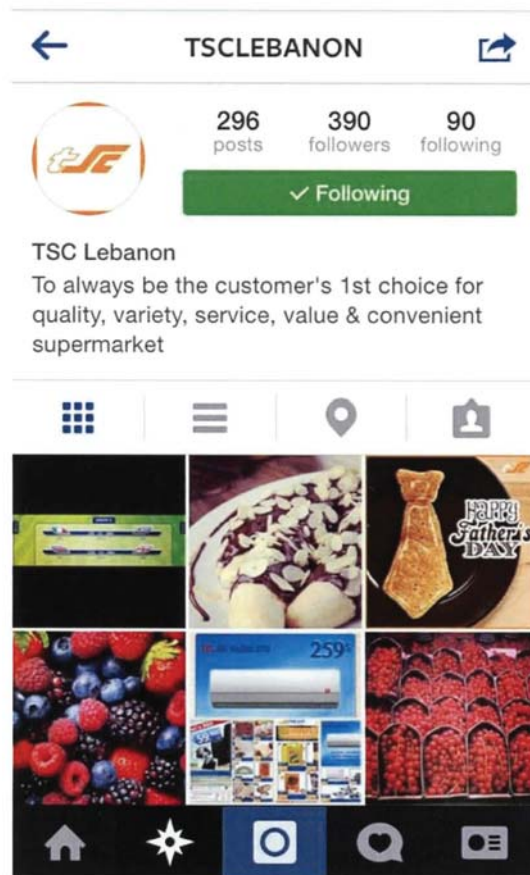 TSCLEBANON
tsc
296 390 90
posts followers following
✓ Following
TSC Lebanon
To always be the customer's 1st choice for
quality, variety, service, value & convenient
supermarket
HAPPY
Father's
DAY
259$